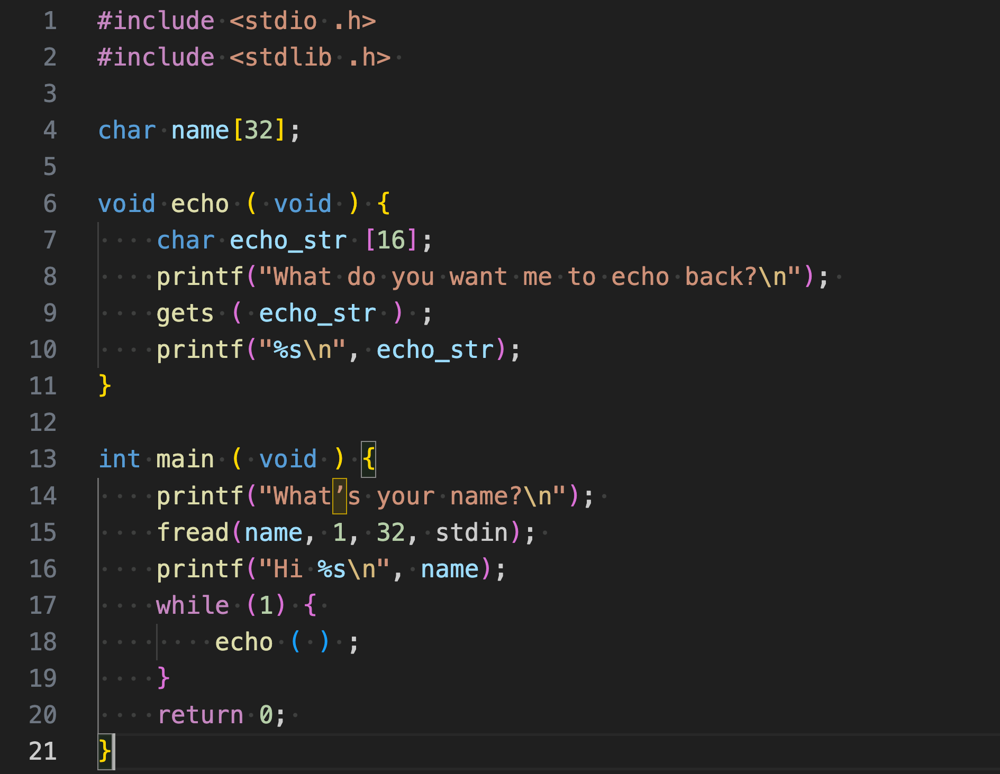 1 #include <stdio .h>
2 #include <stdlib .h>
3
4 char name[32];
5
6 void echo ( void ) {
7     char echo_str [16];
8     printf("What do you want me to echo back?\n");
9     gets ( echo_str ) ;
10     printf("%s\n", echo_str);
11 }
12
13 int main ( void ) {
14     printf("What’s your name?\n");
15     fread(name, 1, 32, stdin);
16     printf("Hi %s\n", name);
17     while (1) {
18         echo ( ) ;
19     }
20     return 0;
21 }